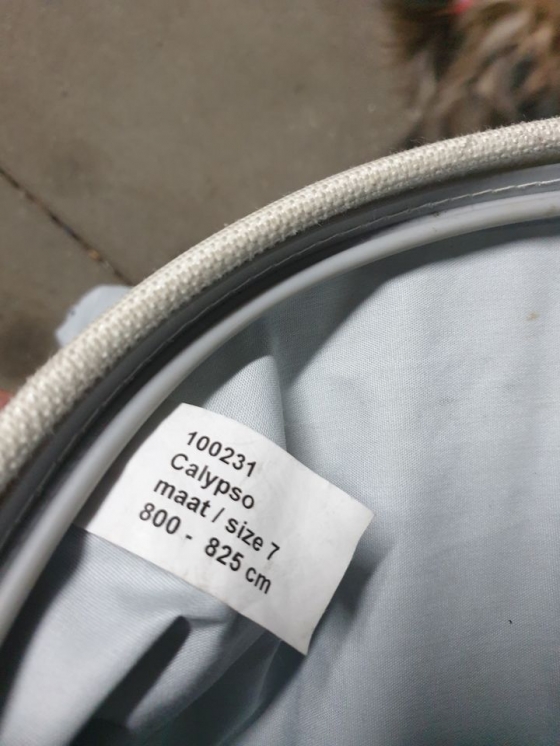 100231
Calypso
maat / size 7
800 - 825 cm